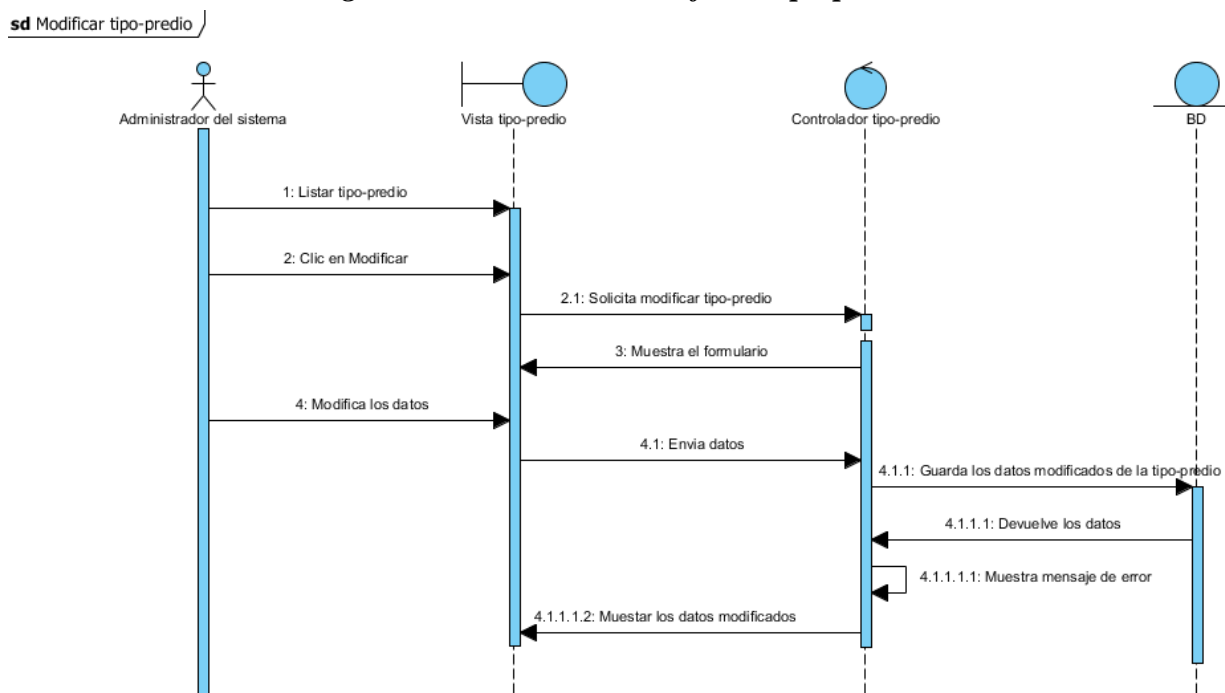 sd Modificar tipo-predio
Administrador del sistema
Vista tipo-predio
Controlador tipo-predio
BD
1: Listar tipo-predio
2: Clic en Modificar
2.1: Solicita modificar tipo-predio
3: Muestra el formulario
4: Modifica los datos
4.1: Envia datos
4.1.1: Guarda los datos modificados de la tipo-predio
4.1.1.1: Devuelve los datos
4.1.1.1.1: Muestra mensaje de error
4.1.1.1.2: Muestar los datos modificados